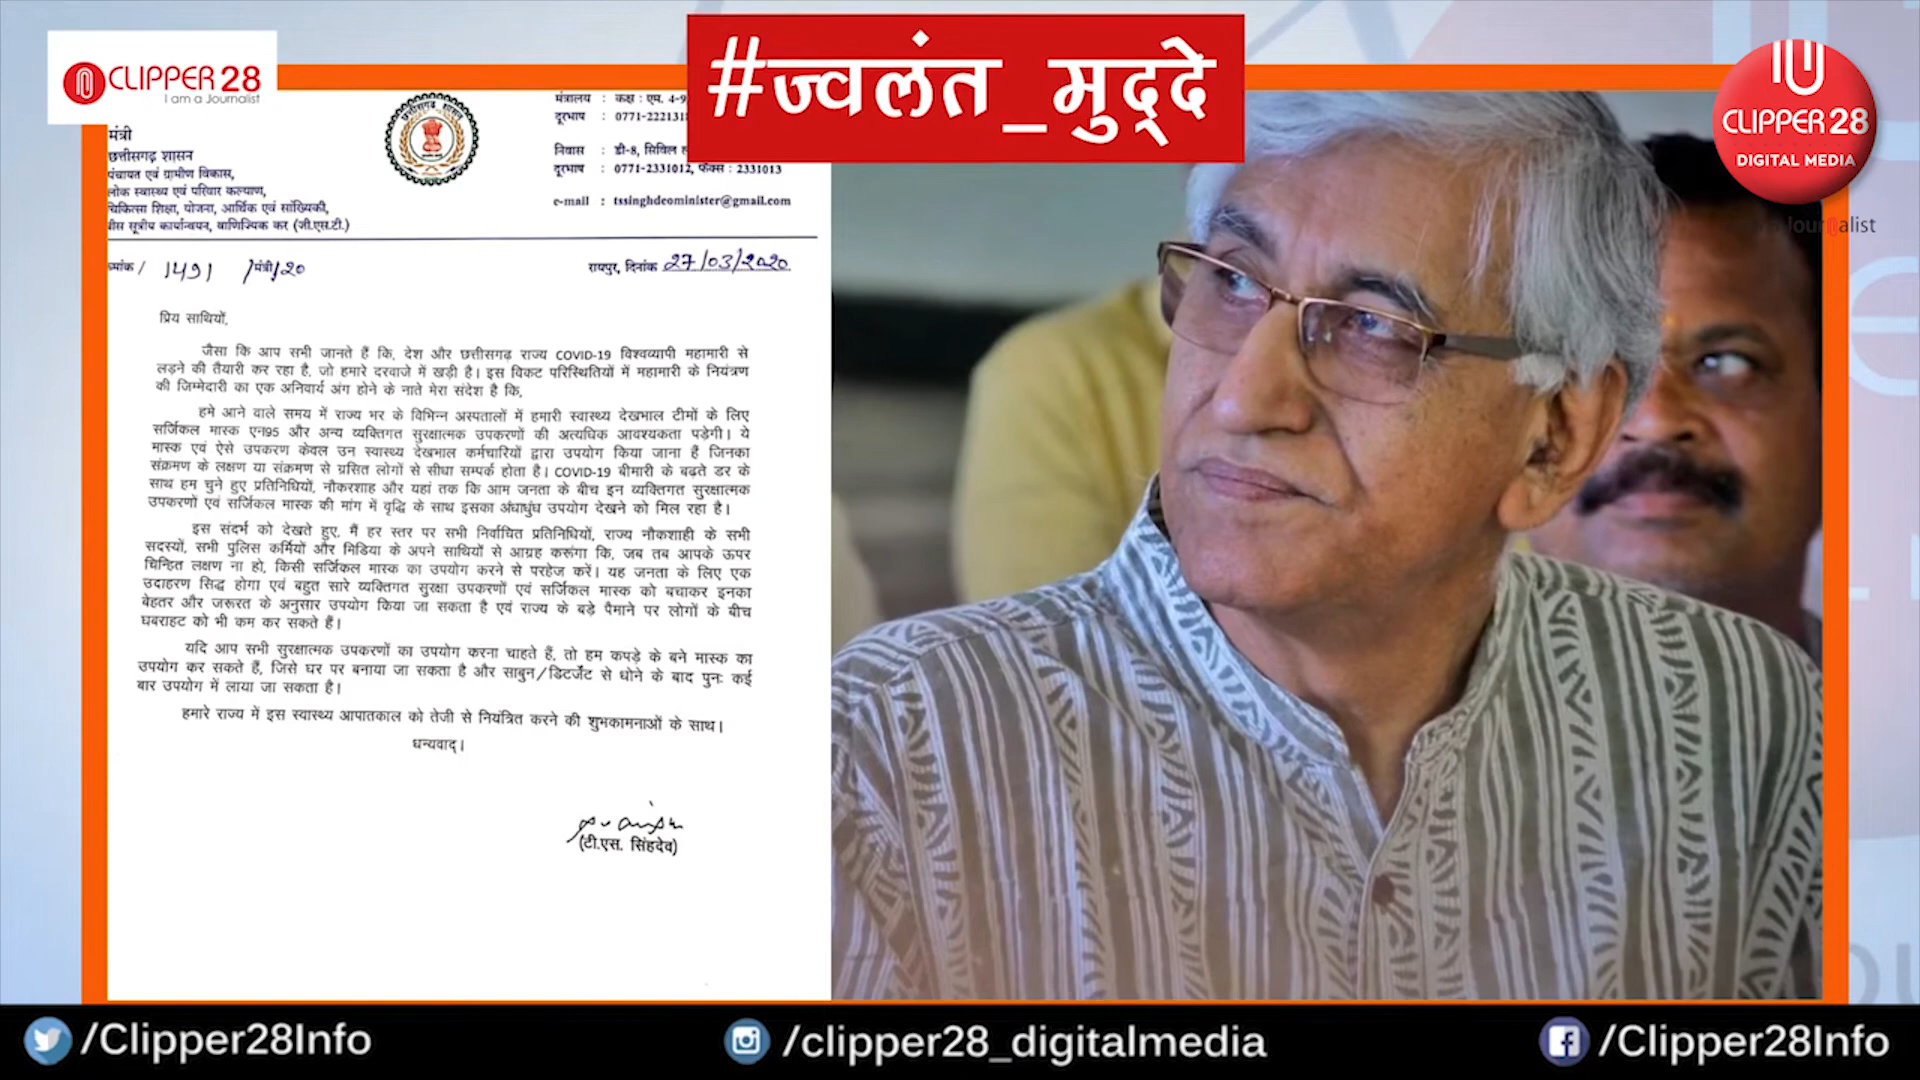 #ज्वलंत_मुद्दे
CLIPPER 28
I am a Journalist
CLIPPER 28
DIGITAL MEDIA
मंत्री
छत्तीसगढ़ शासन
पंचायत एवं ग्रामीण विकास,
लोक स्वास्थ्य एवं परिवार कल्याण,
चिकित्सा शिक्षा, योजना, आर्थिक एवं सांख्यिकी,
बीस सूत्रीय कार्यान्वयन, वाणिज्यिक कर (जी.एस.टी.)
छत्तीसगढ़ शासन
मंत्रालय : कक्ष : एम. 4-9
दूरभाष : 0771-222131
निवास : डी-8, सिविल
दूरभाष : 0771-2331012, फॅक्स : 2331013
e-mail : tssinghdeominister@gmail.com
1491 /मंत्री/20
रायपुर, दिनांक 27/03/2020
प्रिय साथियों,
जैसा कि आप सभी जानते हैं कि, देश और छत्तीसगढ़ राज्य COVID-19 विश्वव्यापी महामारी से
लड़ने की तैयारी कर रहा है, जो हमारे दरवाजे में खड़ी है। इस विकट परिस्थितियों में महामारी के नियंत्रण
की जिम्मेदारी का एक अनिवार्य अंग होने के नाते मेरा संदेश है कि,
हमे आने वाले समय में राज्य भर के विभिन्न अस्पतालों में हमारी स्वास्थ्य देखभाल टीमों के लिए
सर्जिकल मास्क एन95 और अन्य व्यक्तिगत सुरक्षात्मक उपकरणों की अत्यधिक आवश्यकता पड़ेगी। ये
मास्क एवं ऐसे उपकरण केवल उन स्वास्थ्य देखभाल कर्मचारियों द्वारा उपयोग किया जाना हैं जिनका
संक्रमण के लक्षण या संक्रमण से ग्रसित लोगों से सीधा सम्पर्क होता है। COVID-19 बीमारी के बढ़ते डर के
साथ हम चुने हुए प्रतिनिधियों, नौकरशाह और यहां तक कि आम जनता के बीच इन व्यक्तिगत सुरक्षात्मक
उपकरणों एवं सर्जिकल मास्क की मांग में वृद्धि के साथ इसका अंधाधुंध उपयोग देखने को मिल रहा है।
इस संदर्भ को देखते हुए, मैं हर स्तर पर सभी निर्वाचित प्रतिनिधियों, राज्य नौकशाही के सभी
सदस्यों, सभी पुलिस कर्मियों और मिडिया के अपने साथियों से आग्रह करूंगा कि, जब तब आपके ऊपर
चिन्हित लक्षण ना हो, किसी सर्जिकल मास्क का उपयोग करने से परहेज करें। यह जनता के लिए एक
उदाहरण सिद्ध होगा एवं बहुत सारे व्यक्तिगत सुरक्षा उपकरणों एवं सर्जिकल मास्क को बचाकर इनका
बेहतर और जरूरत के अनुसार उपयोग किया जा सकता है एवं राज्य के बड़े पैमाने पर लोगों के बीच
घबराहट को भी कम कर सकते हैं।
यदि आप सभी सुरक्षात्मक उपकरणों का उपयोग करना चाहते हैं, तो हम कपड़े के बने मास्क का
उपयोग कर सकते हैं, जिसे घर पर बनाया जा सकता है और साबुन/डिटर्जेंट से धोने के बाद पुनः कई
बार उपयोग में लाया जा सकता है।
हमारे राज्य में इस स्वास्थ्य आपातकाल को तेजी से नियंत्रित करने की शुभकामनाओं के साथ।
धन्यवाद्।
(टी.एस. सिंहदेव)
/Clipper28Info
/clipper28_digitalmedia
/Clipper28Info